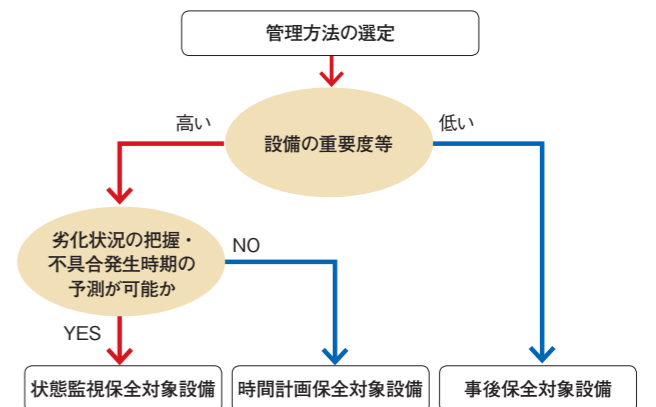 管理方法の選定
高い
低い
設備の重要度等
劣化状況の把握・
不具合発生時期の
予測が可能か
NO
YES
状態監視保全対象設備
時間計画保全対象設備
事後保全対象設備